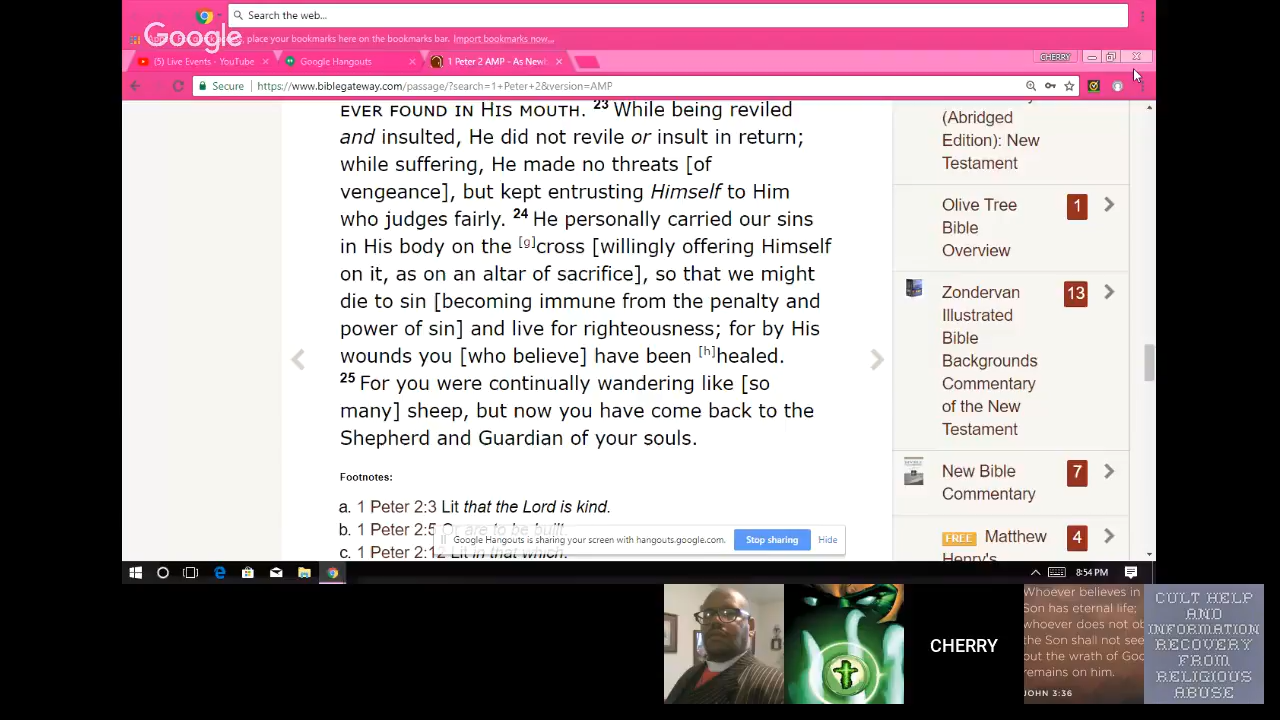 Search the web...
Google
place your bookmarks here on the bookmarks bar. Import bookmarks now...
(5) Live Events - YouTube
Google Hangouts
1 Peter 2 AMP - As Newb
CHERRY
Secure
https://www.biblegateway.com/passage/?search=1+Peter+2&version=AMP
EVER FOUND IN HIS MOUTH. 23 While being reviled
and insulted, He did not revile or insult in return;
while suffering, He made no threats [of
vengeance], but kept entrusting Himself to Him
who judges fairly. 24 He personally carried our sins
in His body on the [g]cross [willingly offering Himself
on it, as on an altar of sacrifice], so that we might
die to sin [becoming immune from the penalty and
power of sin] and live for righteousness; for by His
wounds you [who believe] have been [h]healed.
25 For you were continually wandering like [so
many] sheep, but now you have come back to the
Shepherd and Guardian of your souls.
Footnotes:
a. 1 Peter 2:3 Lit that the Lord is kind.
b. 1 Peter 2:5 Or are to be built.
c. 1 Peter 2:12 Lit in that which.
(Abridged
Edition): New
Testament
Olive Tree
Bible
Overview
1
Zondervan
Illustrated
Bible
Backgrounds
Commentary
of the New
Testament
13
New Bible
Commentary
7
FREE Matthew
Henry's
4
Google Hangouts is sharing your screen with hangouts.google.com.
Stop sharing
Hide
8:54 PM
CHERRY
Whoever believes in
Son has eternal life;
whoever does not ob
the Son shall not see
but the wrath of God
remains on him.
JOHN 3:36
CULT HELP
AND
INFORMATION
RECOVERY
FROM
RELIGIOUS
ABUSE